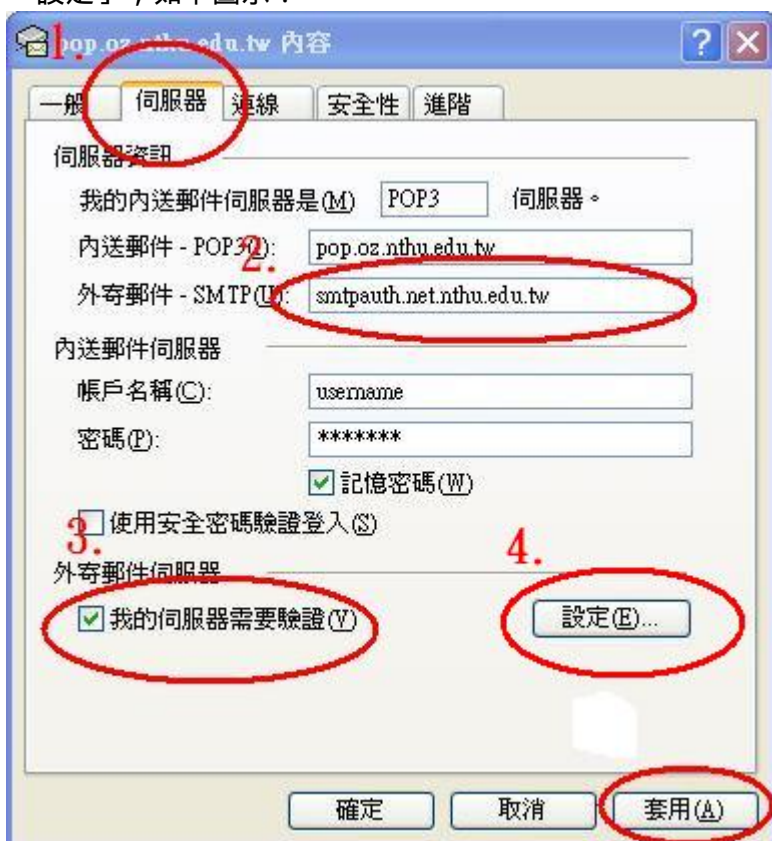 設定」，如下圖示：
1.
pop.oz.nthu.edu.tw 內容
一般 伺服器 連線 安全性 進階
伺服器資訊
我的內送郵件伺服器是(M) POP3 伺服器。
內送郵件 - POP3(I): pop.oz.nthu.edu.tw
2.
外寄郵件 - SMTP(U): smtpauth.net.nthu.edu.tw
內送郵件伺服器
帳戶名稱(C): username
密碼(P): *******
記憶密碼(W)
使用安全密碼驗證登入(S)
3.
4.
外寄郵件伺服器
我的伺服器需要驗證(V) 設定(E)...
確定 取消 套用(A)